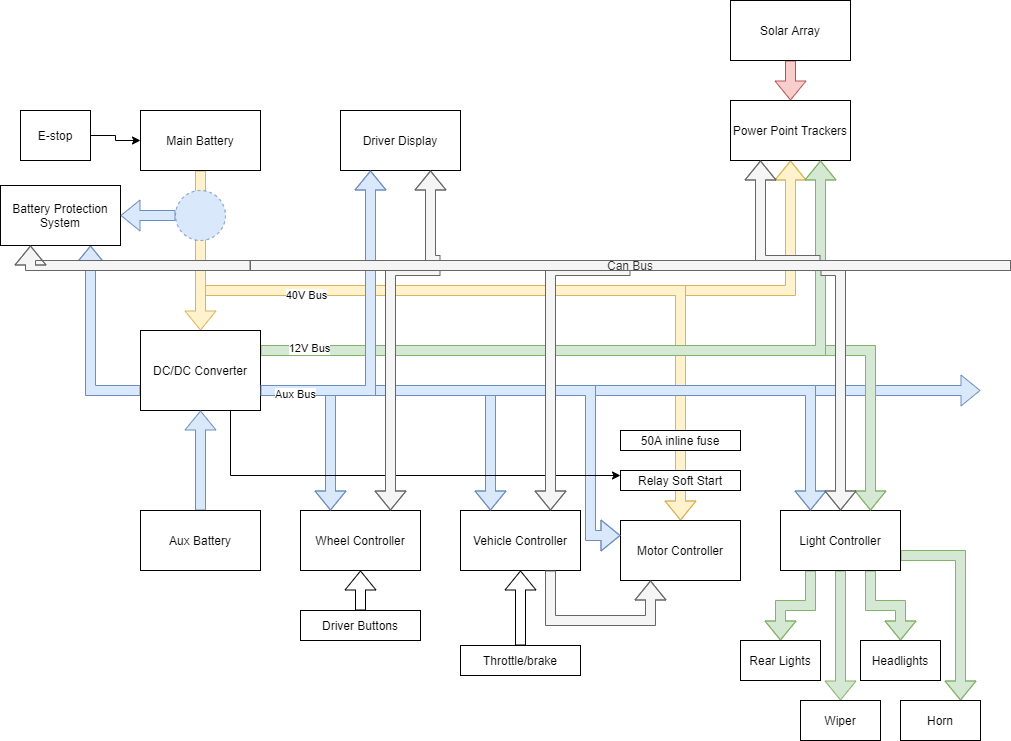 Solar Array
E-stop
Main Battery
Driver Display
Power Point Trackers
Battery Protection
System
Can Bus
40V Bus
12V Bus
DC/DC Converter
Aux Bus
50A inline fuse
Relay Soft Start
Aux Battery
Wheel Controller
Vehicle Controller
Motor Controller
Light Controller
Driver Buttons
Throttle/brake
Rear Lights
Headlights
Wiper
Horn